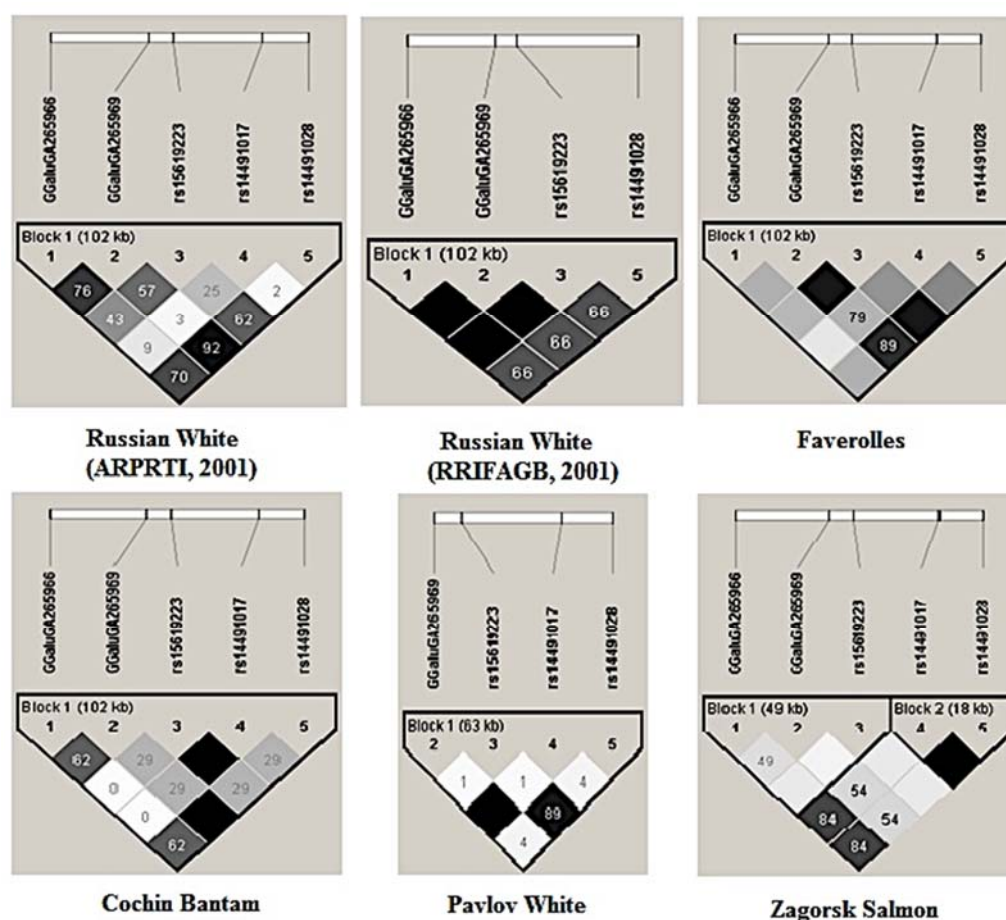 GGaluGA265966
GGaluGA265969
rs15619223
rs14491017
rs14491028
Block 1 (102 kb)
1 2 3 4 5
76 57 25 2
43 3 62
9 92
70
Russian White
(ARPRTI, 2001)
GGaluGA265966
GGaluGA265969
rs15619223
rs14491028
Block 1 (102 kb)
1 2 3 5
66
66
66
Russian White
(RRIFAGB, 2001)
GGaluGA265966
GGaluGA265969
rs15619223
rs14491017
rs14491028
Block 1 (102 kb)
1 2 3 4 5
79
89
Faverolles
GGaluGA265966
GGaluGA265969
rs15619223
rs14491017
rs14491028
Block 1 (102 kb)
1 2 3 4 5
62 29 29
0 29 29
0
62
Cochin Bantam
GGaluGA265969
rs15619223
rs14491017
rs14491028
Block 1 (63 kb)
2 3 4 5
1 1 4
89
4
Pavlov White
GGaluGA265966
GGaluGA265969
rs15619223
rs14491017
rs14491028
Block 1 (49 kb) Block 2 (18 kb)
1 2 3 4 5
49
54
84 54
84
Zagorsk Salmon